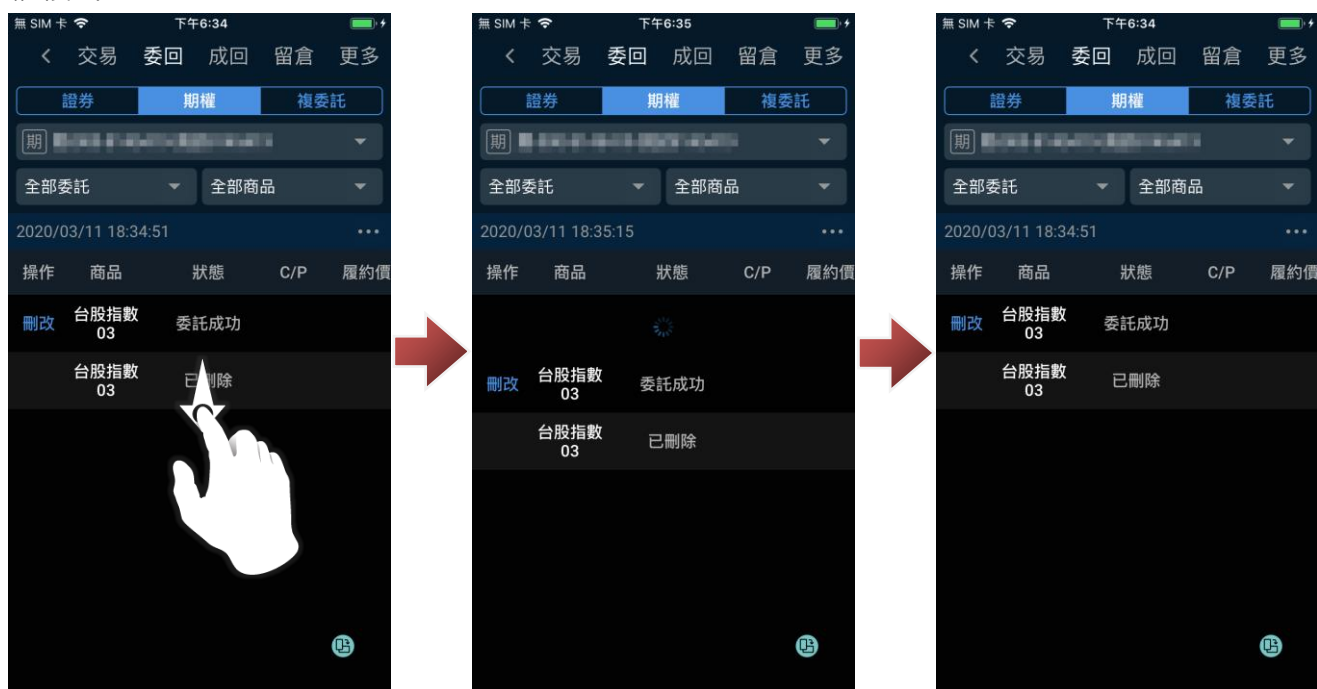 無 SIM 卡 下午6:34
交易 委回 成回 留倉 更多
證券 期權 複委託
期
全部委託 全部商品
2020/03/11 18:34:51
操作 商品 狀態 C/P 履約價
刪改 台股指數 03 委託成功
台股指數 03 已刪除
無 SIM 卡 下午6:35
交易 委回 成回 留倉 更多
證券 期權 複委託
期
全部委託 全部商品
2020/03/11 18:35:15
操作 商品 狀態 C/P 履約價
刪改 台股指數 03 委託成功
台股指數 03 已刪除
無 SIM 卡 下午6:34
交易 委回 成回 留倉 更多
證券 期權 複委託
期
全部委託 全部商品
2020/03/11 18:34:51
操作 商品 狀態 C/P 履約價
刪改 台股指數 03 委託成功
台股指數 03 已刪除